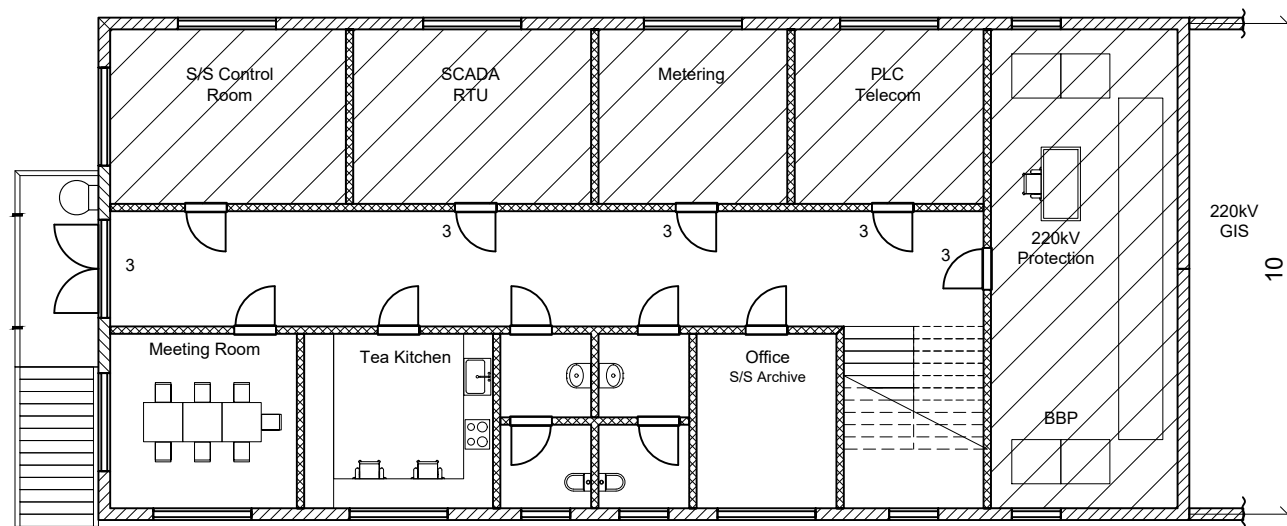 S/S Control
Room
SCADA
RTU
Metering
PLC
Telecom
220kV
GIS
10
220kV
Protection
3
3
3
3
3
Meeting Room
Tea Kitchen
Office
S/S Archive
BBP